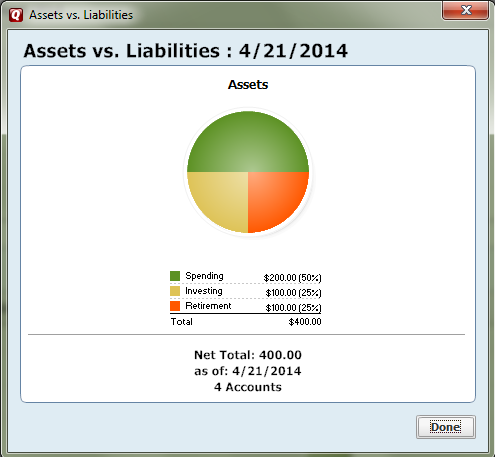 Assets vs. Liabilities
Assets vs. Liabilities : 4/21/2014
Assets
Spending $200.00 (50%)
Investing $100.00 (25%)
Retirement $100.00 (25%)
Total $400.00
Net Total: 400.00
as of: 4/21/2014
4 Accounts
Done